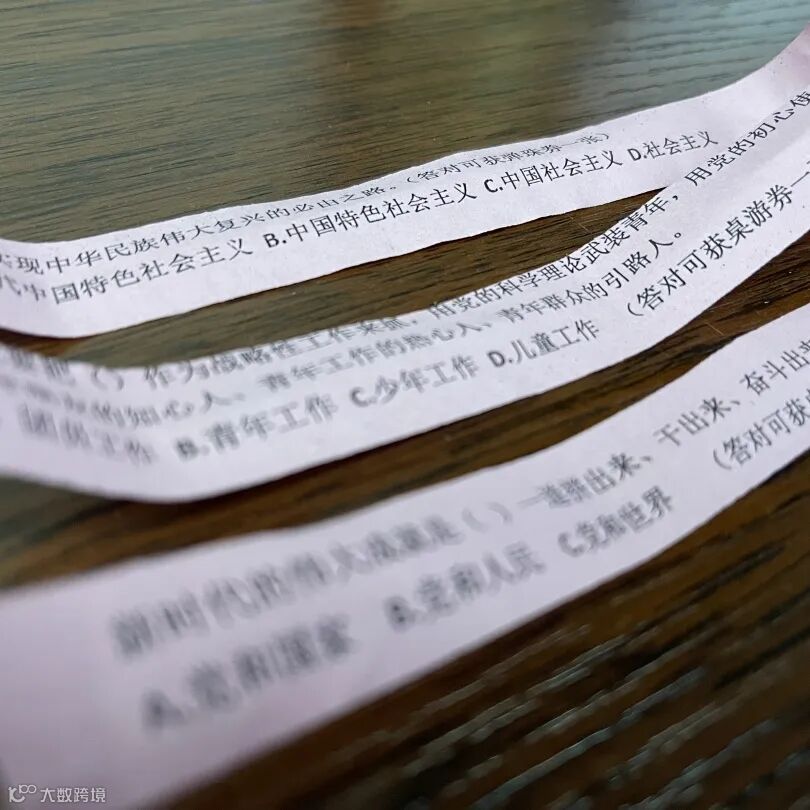 实现中华民族伟大复兴的必由之路。(答对可获弹珠券一张)
代中国特色社会主义 B.中国特色社会主义 C.中国社会主义 D.社会主义
把（ ）作为战略性工作来抓，用党的科学理论武装青年，用党的初心使
的知心人、青年工作的热心人、青年群众的引路人。
团员工作 B.青年工作 C.少年工作 D.儿童工作 （答对可获桌游券一
新时代的伟大成就是（ ）一道拼出来、干出来、奋斗出来
A.党和国家 B.党和人民 C.党和世界 （答对可获
大数跨境